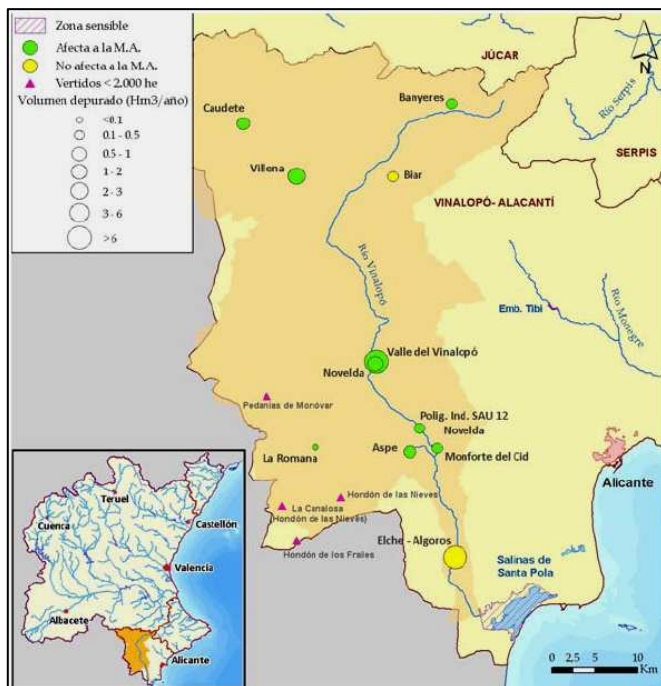 Zona sensible
Afecta a la M.A.
No afecta a la M.A.
Vertidos < 2.000 he
Volumen depurado (Hm3/año)
<0.1
0.1 - 0.5
0.5 - 1
1 - 2
2 - 3
3 - 6
>6
JÚCAR
N
Río Serpis
SERPIS
Banyeres
Caudete
Villena
Biar
VINALOPÓ- ALACANTÍ
Río Vinalopó
Emb. Tibi
Río Monegre
Valle del Vinalopó
Novelda
Pedanías de Monóvar
Polig. Ind. SAU 12
Novelda
La Romana
Aspe
Monforte del Cid
Alicante
Hondón de las Nieves
La Canalosa
(Hondón de las Nieves)
Hondón de los Frailes
Elche - Algoros
Salinas de
Santa Pola
Teruel
Cuenca
Castellón
Valencia
Albacete
Alicante
0 2,5 5 10
Km